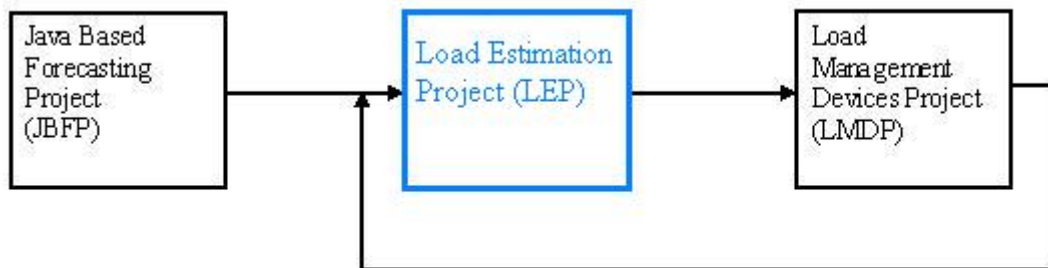 Java Based
Forecasting
Project
(JBFP)
Load Estimation
Project (LEP)
Load
Management
Devices Project
(LMDP)